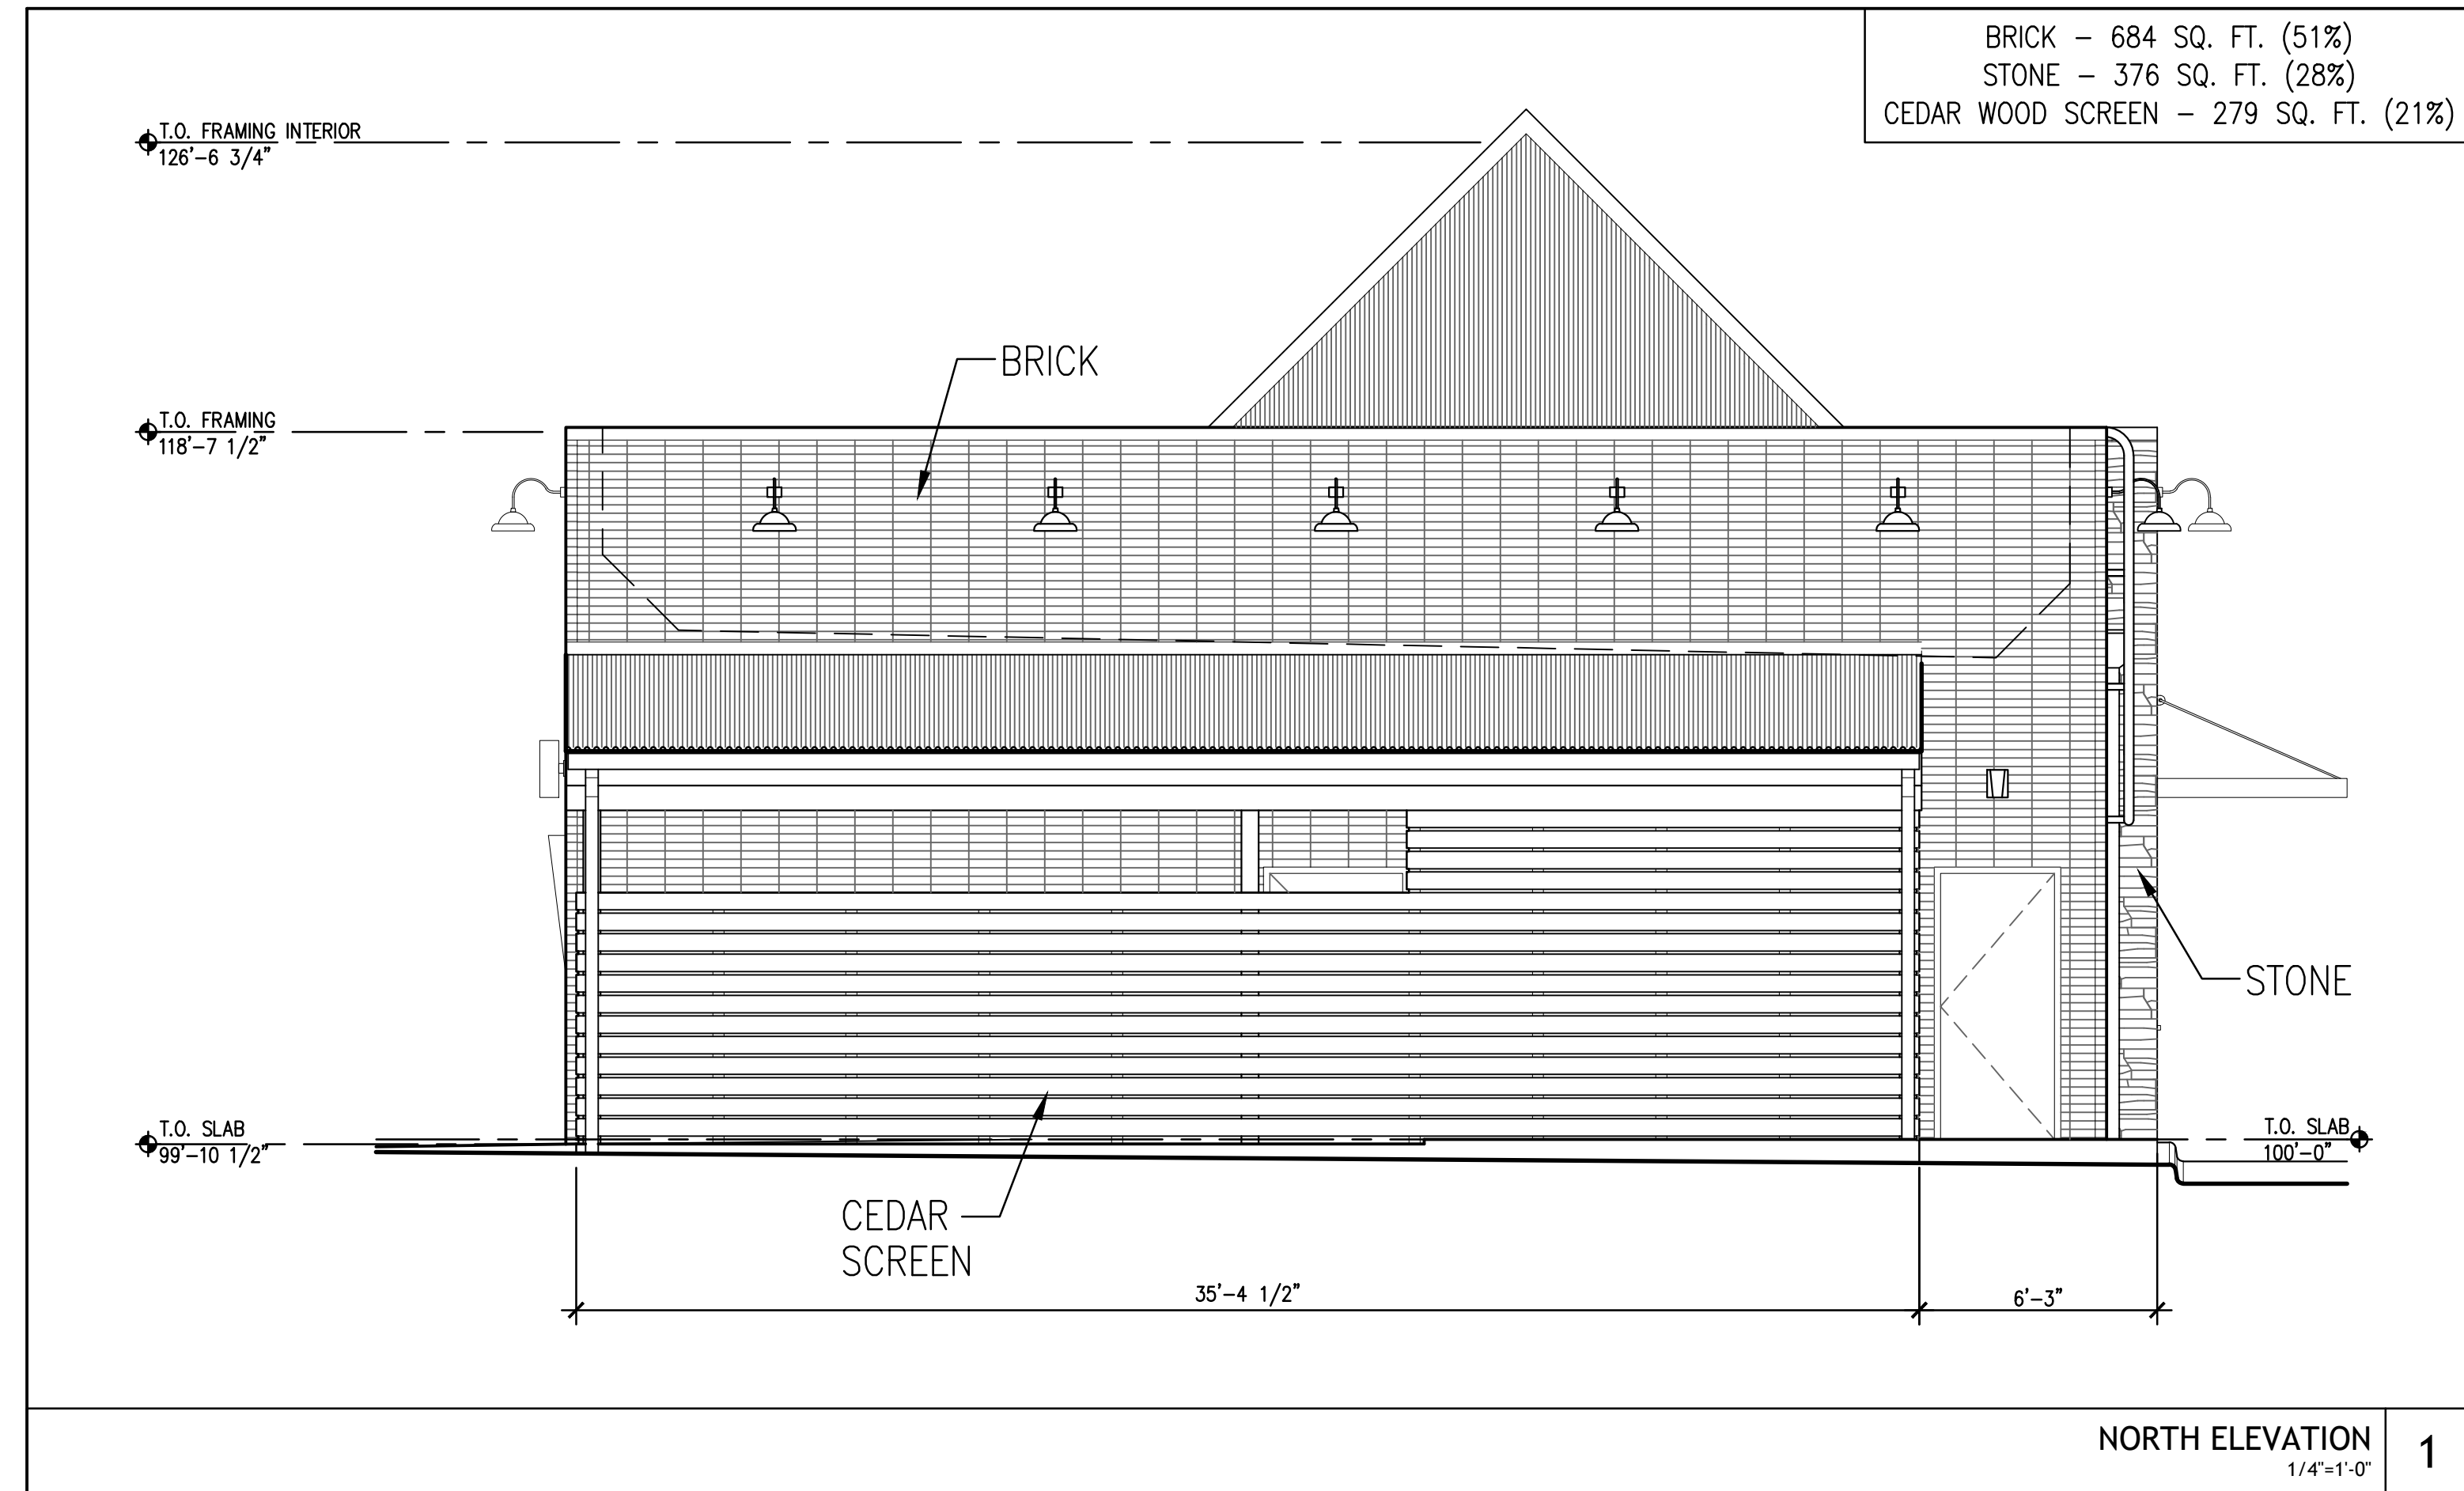 BRICK – 684 SQ. FT. (51%)
STONE – 376 SQ. FT. (28%)
CEDAR WOOD SCREEN – 279 SQ. FT. (21%)
T.O. FRAMING INTERIOR
126'–6 3/4"
BRICK
T.O. FRAMING
118'–7 1/2"
STONE
T.O. SLAB
99'–10 1/2"
T.O. SLAB
100'–0"
CEDAR
SCREEN
35'–4 1/2"
6'–3"
NORTH ELEVATION
1/4"=1'-0"
1